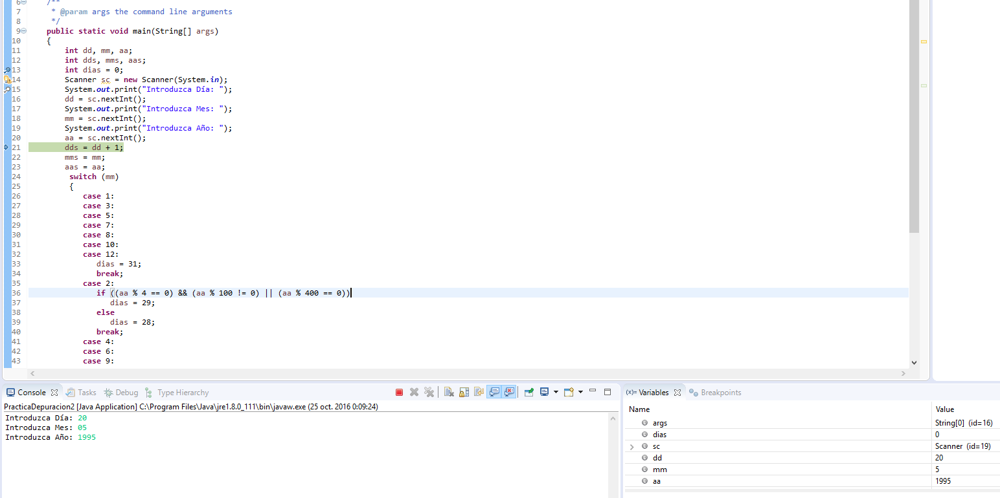 6 /**
7 * @param args the command line arguments
8 */
9 public static void main(String[] args)
10 {
11 int dd, mm, aa;
12 int dds, mms, aas;
13 int dias = 0;
14 Scanner sc = new Scanner(System.in);
15 System.out.print("Introduzca Día: ");
16 dd = sc.nextInt();
17 System.out.print("Introduzca Mes: ");
18 mm = sc.nextInt();
19 System.out.print("Introduzca Año: ");
20 aa = sc.nextInt();
21 dds = dd + 1;
22 mms = mm;
23 aas = aa;
24 switch (mm)
25 {
26 case 1:
27 case 3:
28 case 5:
29 case 7:
30 case 8:
31 case 10:
32 case 12:
33 dias = 31;
34 break;
35 case 2:
36 if ((aa % 4 == 0) && (aa % 100 != 0) || (aa % 400 == 0))
37 dias = 29;
38 else
39 dias = 28;
40 break;
41 case 4:
42 case 6:
43 case 9:
Console Tasks Debug Type Hierarchy
PracticaDepuracion2 [Java Application] C:\Program Files\Java\jre1.8.0_111\bin\javaw.exe (25 oct. 2016 0:09:24)
Introduzca Día: 20
Introduzca Mes: 05
Introduzca Año: 1995
(x)= Variables Breakpoints
Name Value
args String[0] (id=16)
dias 0
sc Scanner (id=19)
dd 20
mm 5
aa 1995